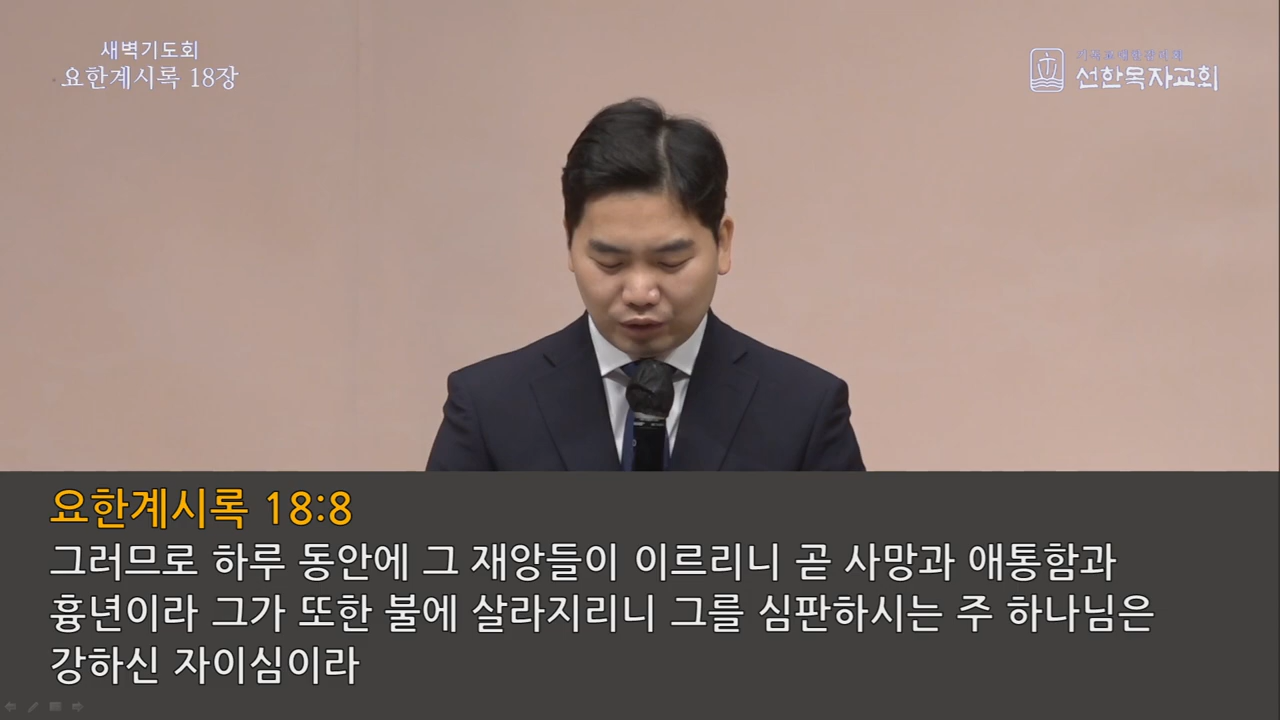 새벽기도회
요한계시록 18장
선한목자교회
요한계시록 18:8
그러므로 하루 동안에 그 재앙들이 이르리니 곧 사망과 애통함과
흉년이라 그가 또한 불에 살라지리니 그를 심판하시는 주 하나님은
강하신 자이심이라